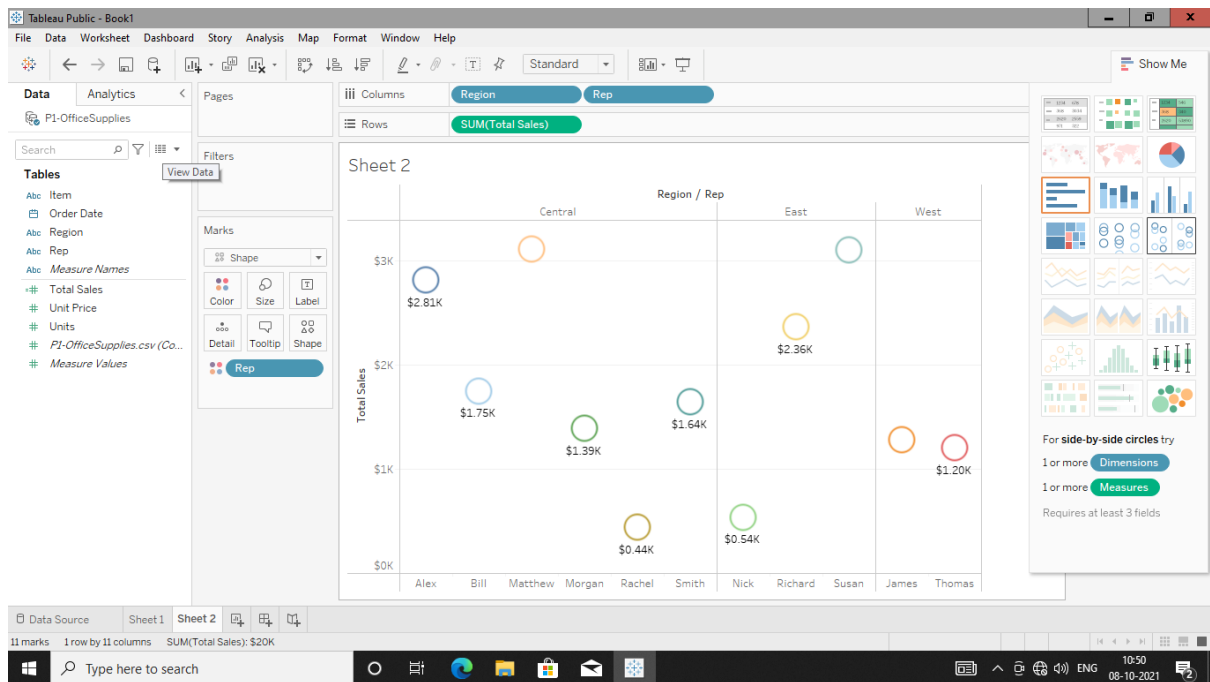 Tableau Public - Book1
File Data Worksheet Dashboard Story Analysis Map Format Window Help
Standard
Show Me
Data Analytics
P1-OfficeSupplies
Search
View Data
Tables
Abc Item
Order Date
Abc Region
Abc Rep
Abc Measure Names
# Total Sales
# Unit Price
# Units
# P1-OfficeSupplies.csv (Co...
# Measure Values
Pages
Filters
Marks
Shape
Color Size Label
Detail Tooltip Shape
Rep
Columns Region Rep
Rows SUM(Total Sales)
Sheet 2
Region / Rep
Central East West
Total Sales
$3K
$2K
$1K
$0K
$2.81K
$2.36K
$1.75K
$1.64K
$1.39K
$1.20K
$0.54K
$0.44K
Alex Bill Matthew Morgan Rachel Smith Nick Richard Susan James Thomas
For side-by-side circles try
1 or more Dimensions
1 or more Measures
Requires at least 3 fields
Data Source Sheet 1 Sheet 2
11 marks 1 row by 11 columns SUM(Total Sales): $20K
Type here to search
ENG
10:50
08-10-2021
2